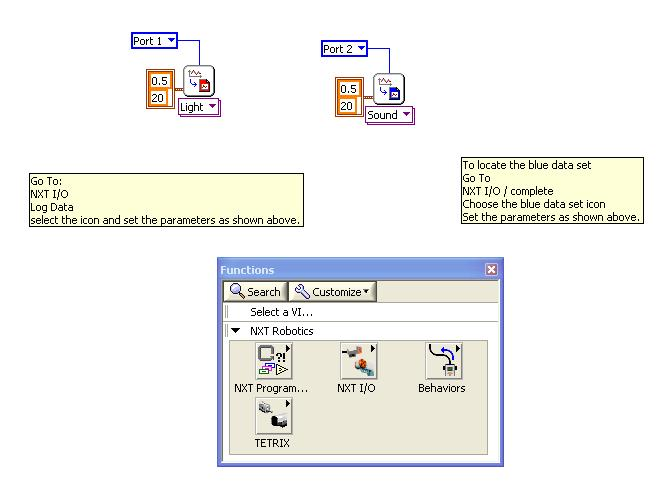 Port 1
Port 2
0.5
20
Light
0.5
20
Sound
Go To:
NXT I/O
Log Data
select the icon and set the parameters as shown above.
To locate the blue data set
Go To
NXT I/O / complete
Choose the blue data set icon
Set the parameters as shown above.
Functions
Search
Customize
Select a VI...
NXT Robotics
?!
NXT Program...
NXT I/O
Behaviors
TETRIX